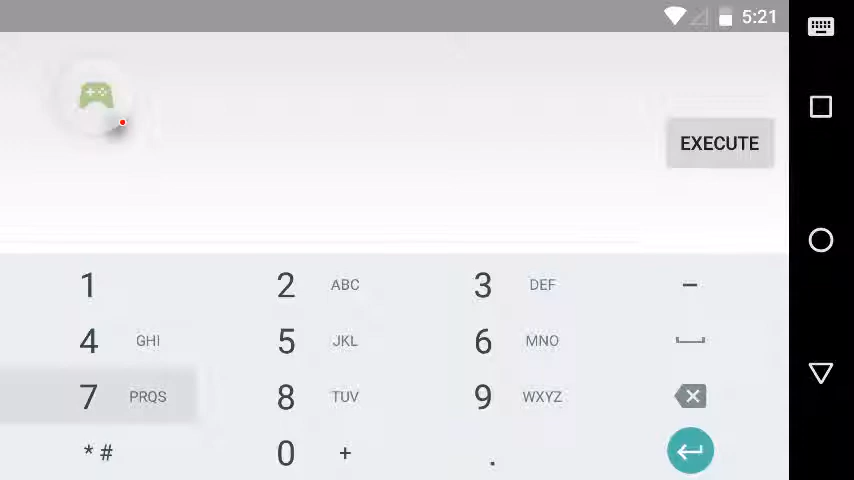 5:21
EXECUTE
1 2 ABC 3 DEF –
4 GHI 5 JKL 6 MNO
7 PRQS 8 TUV 9 WXYZ
* # 0 + .